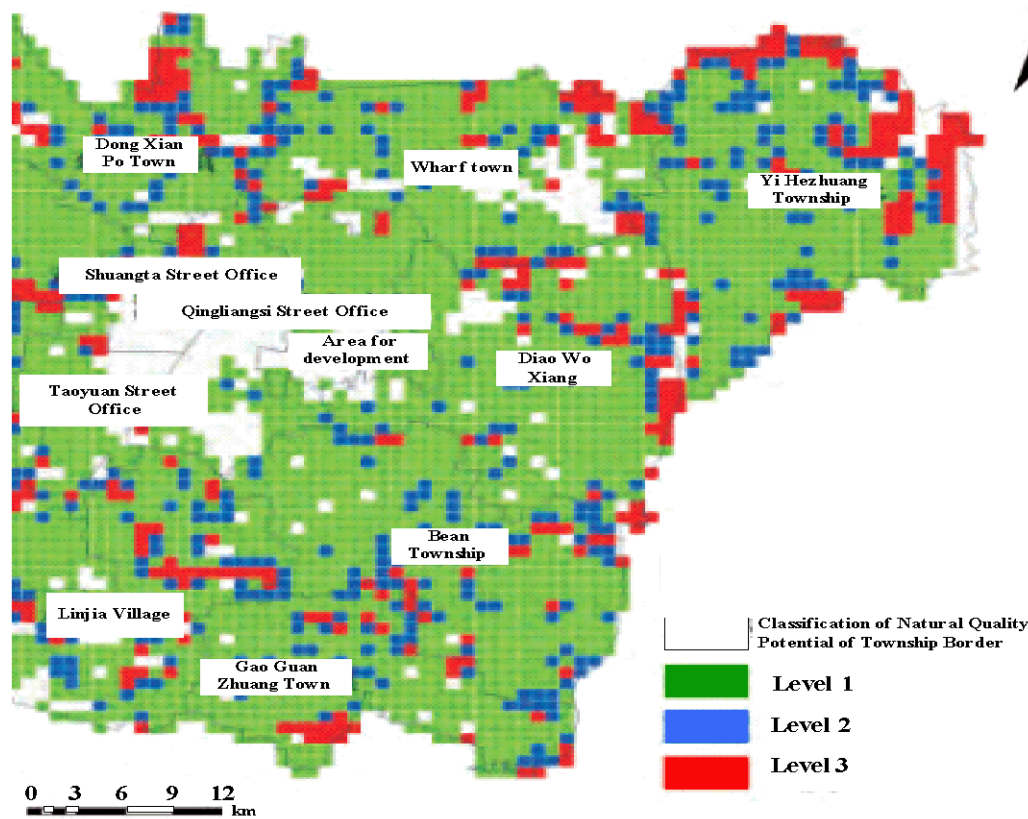 Dong Xian
Po Town
Wharf town
Yi Hezhuang
Township
Shuangta Street Office
Qingliangsi Street Office
Area for
development
Diao Wo
Xiang
Taoyuan Street
Office
Bean
Township
Linjia Village
Gao Guan
Zhuang Town
Classification of Natural Quality
Potential of Township Border
Level 1
Level 2
Level 3
0 3 6 9 12
km